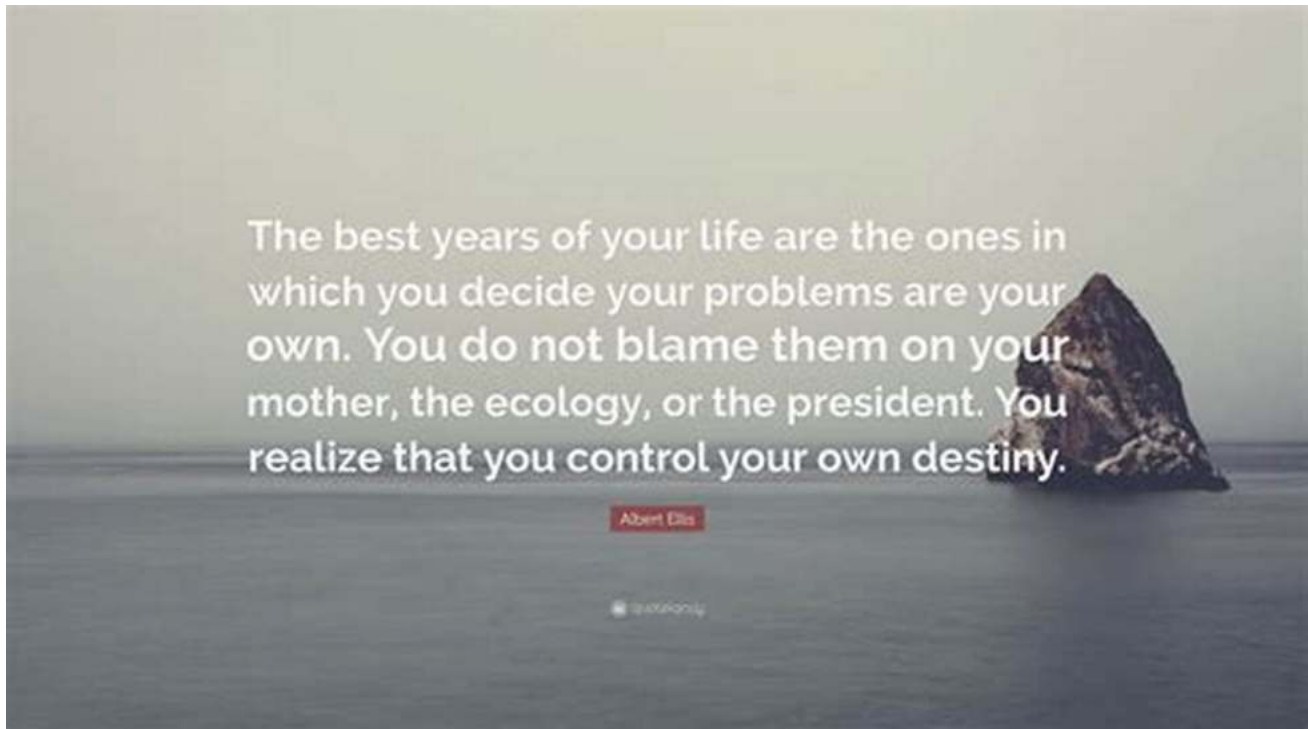 The best years of your life are the ones in
which you decide your problems are your
own. You do not blame them on your
mother, the ecology, or the president. You
realize that you control your own destiny.
Albert Ellis
quotefancy